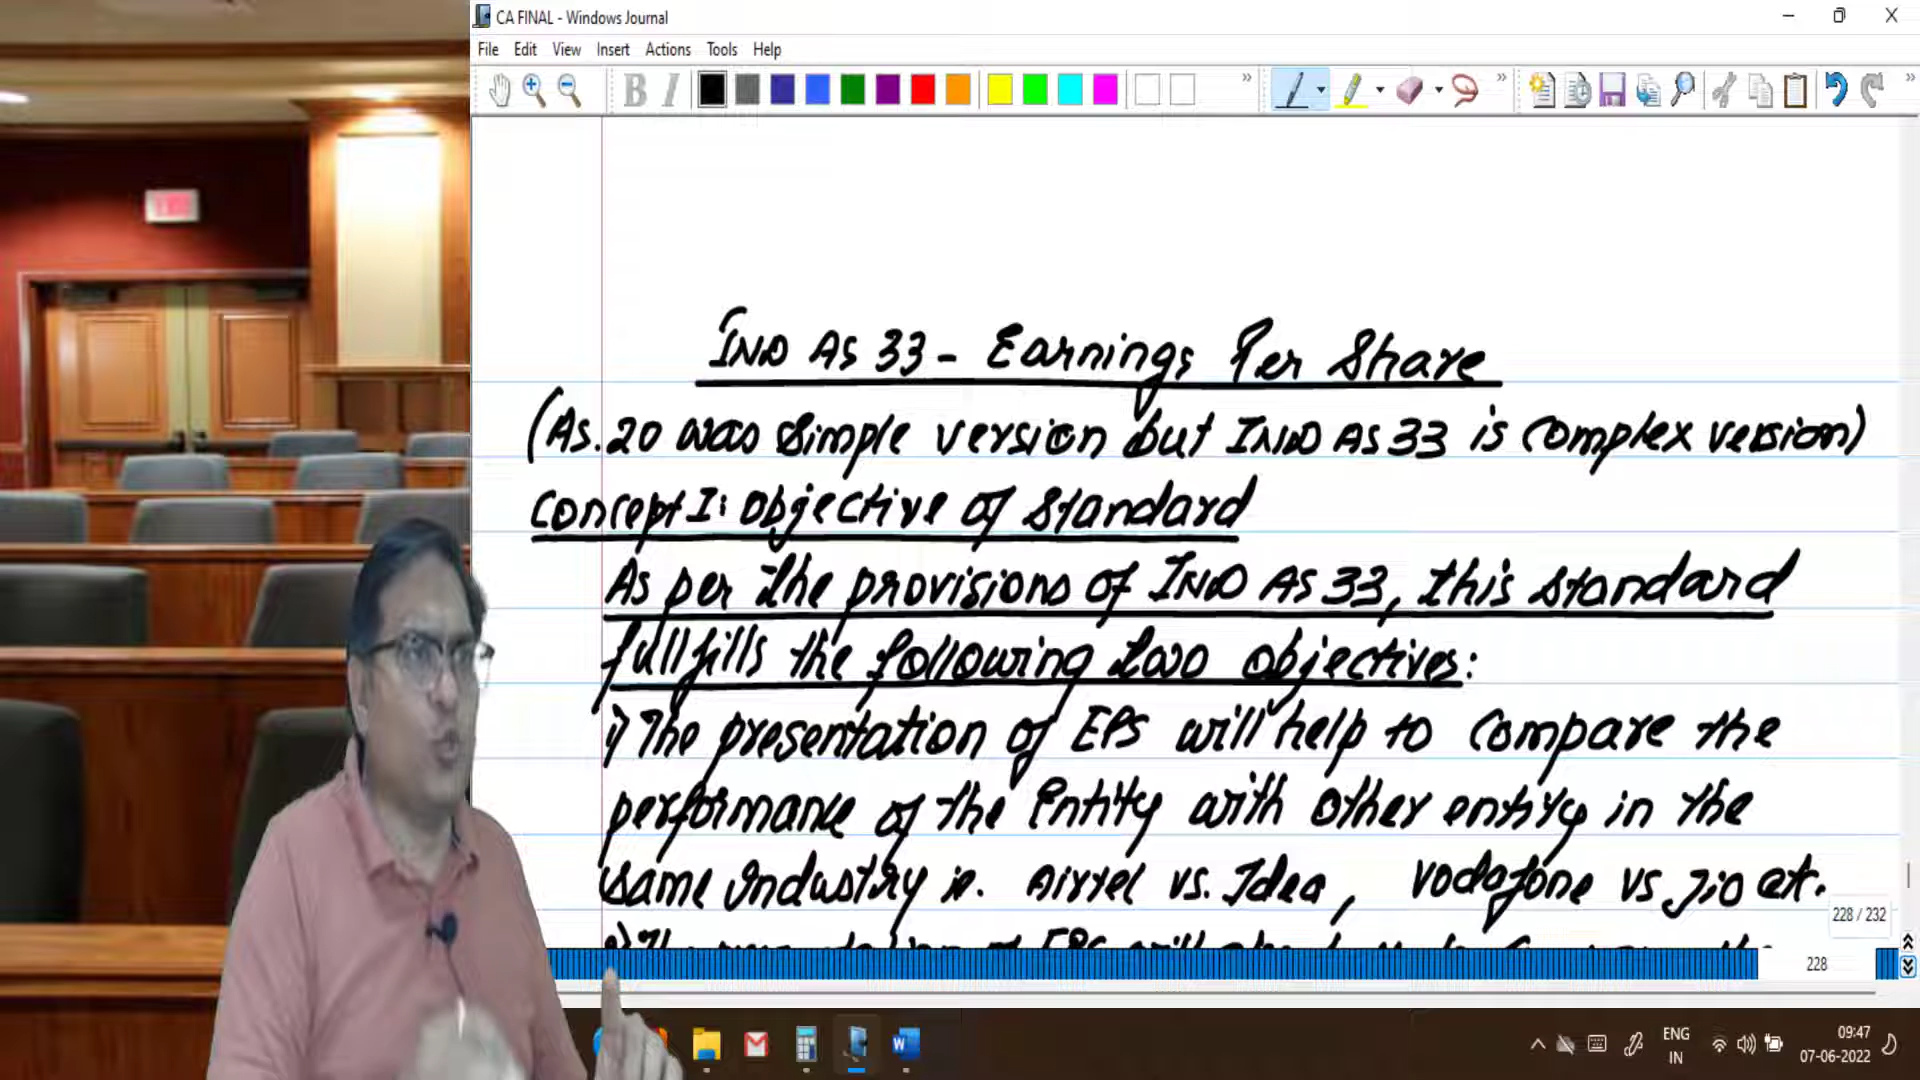 CA FINAL - Windows Journal
File Edit View Insert Actions Tools Help
B I
IND AS 33 - Earnings Per Share
(AS.20 was simple version but IND AS 33 is complex version)
Concept I: Objective of Standard
As per the provisions of IND AS 33, this standard
fullfills the following two objectives:
1) The presentation of EPS will help to compare the
performance of the Entity with other entity in the
same industry ie. Airtel vs. Idea, Vodafone vs Jio etc.
228 / 232
228
ENG
IN
09:47
07-06-2022